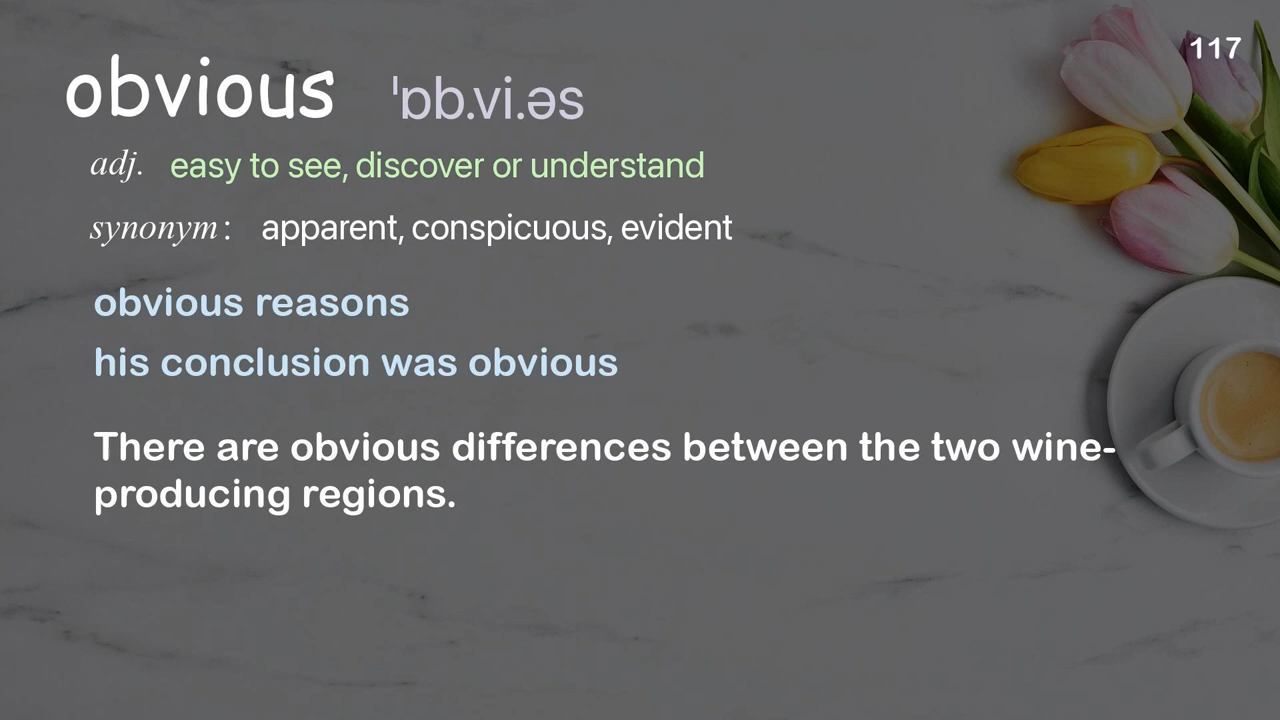 117
obvious ˈɒb.vi.əs
adj. easy to see, discover or understand
synonym: apparent, conspicuous, evident
obvious reasons
his conclusion was obvious
There are obvious differences between the two wine-
producing regions.